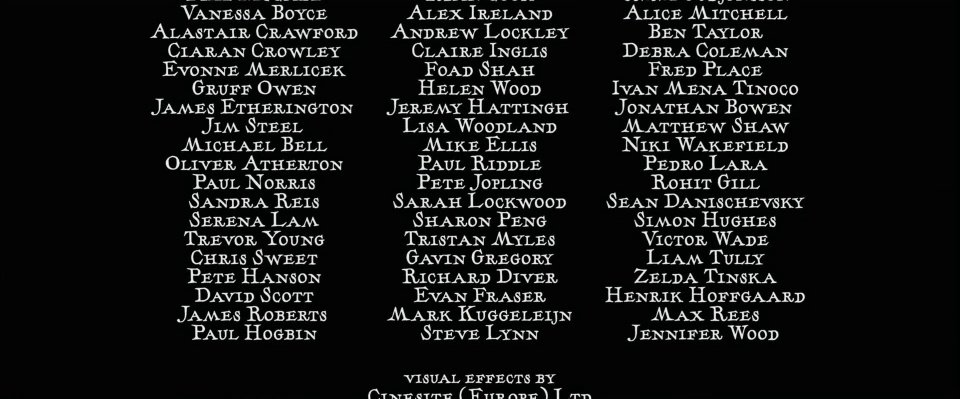 Vanessa Boyce Alex Ireland Alice Mitchell
Alastair Crawford Andrew Lockley Ben Taylor
Ciaran Crowley Claire Inglis Debra Coleman
Evonne Merlicek Foad Shah Fred Place
Gruff Owen Helen Wood Ivan Mena Tinoco
James Etherington Jeremy Hattingh Jonathan Bowen
Jim Steel Lisa Woodland Matthew Shaw
Michael Bell Mike Ellis Niki Wakefield
Oliver Atherton Paul Riddle Pedro Lara
Paul Norris Pete Jopling Rohit Gill
Sandra Reis Sarah Lockwood Sean Danischevsky
Serena Lam Sharon Peng Simon Hughes
Trevor Young Tristan Myles Victor Wade
Chris Sweet Gavin Gregory Liam Tully
Pete Hanson Richard Diver Zelda Tinska
David Scott Evan Fraser Henrik Hoffgaard
James Roberts Mark Kuggeleijn Max Rees
Paul Hogbin Steve Lynn Jennifer Wood
visual effects by
Cinesite (Europe) Ltd